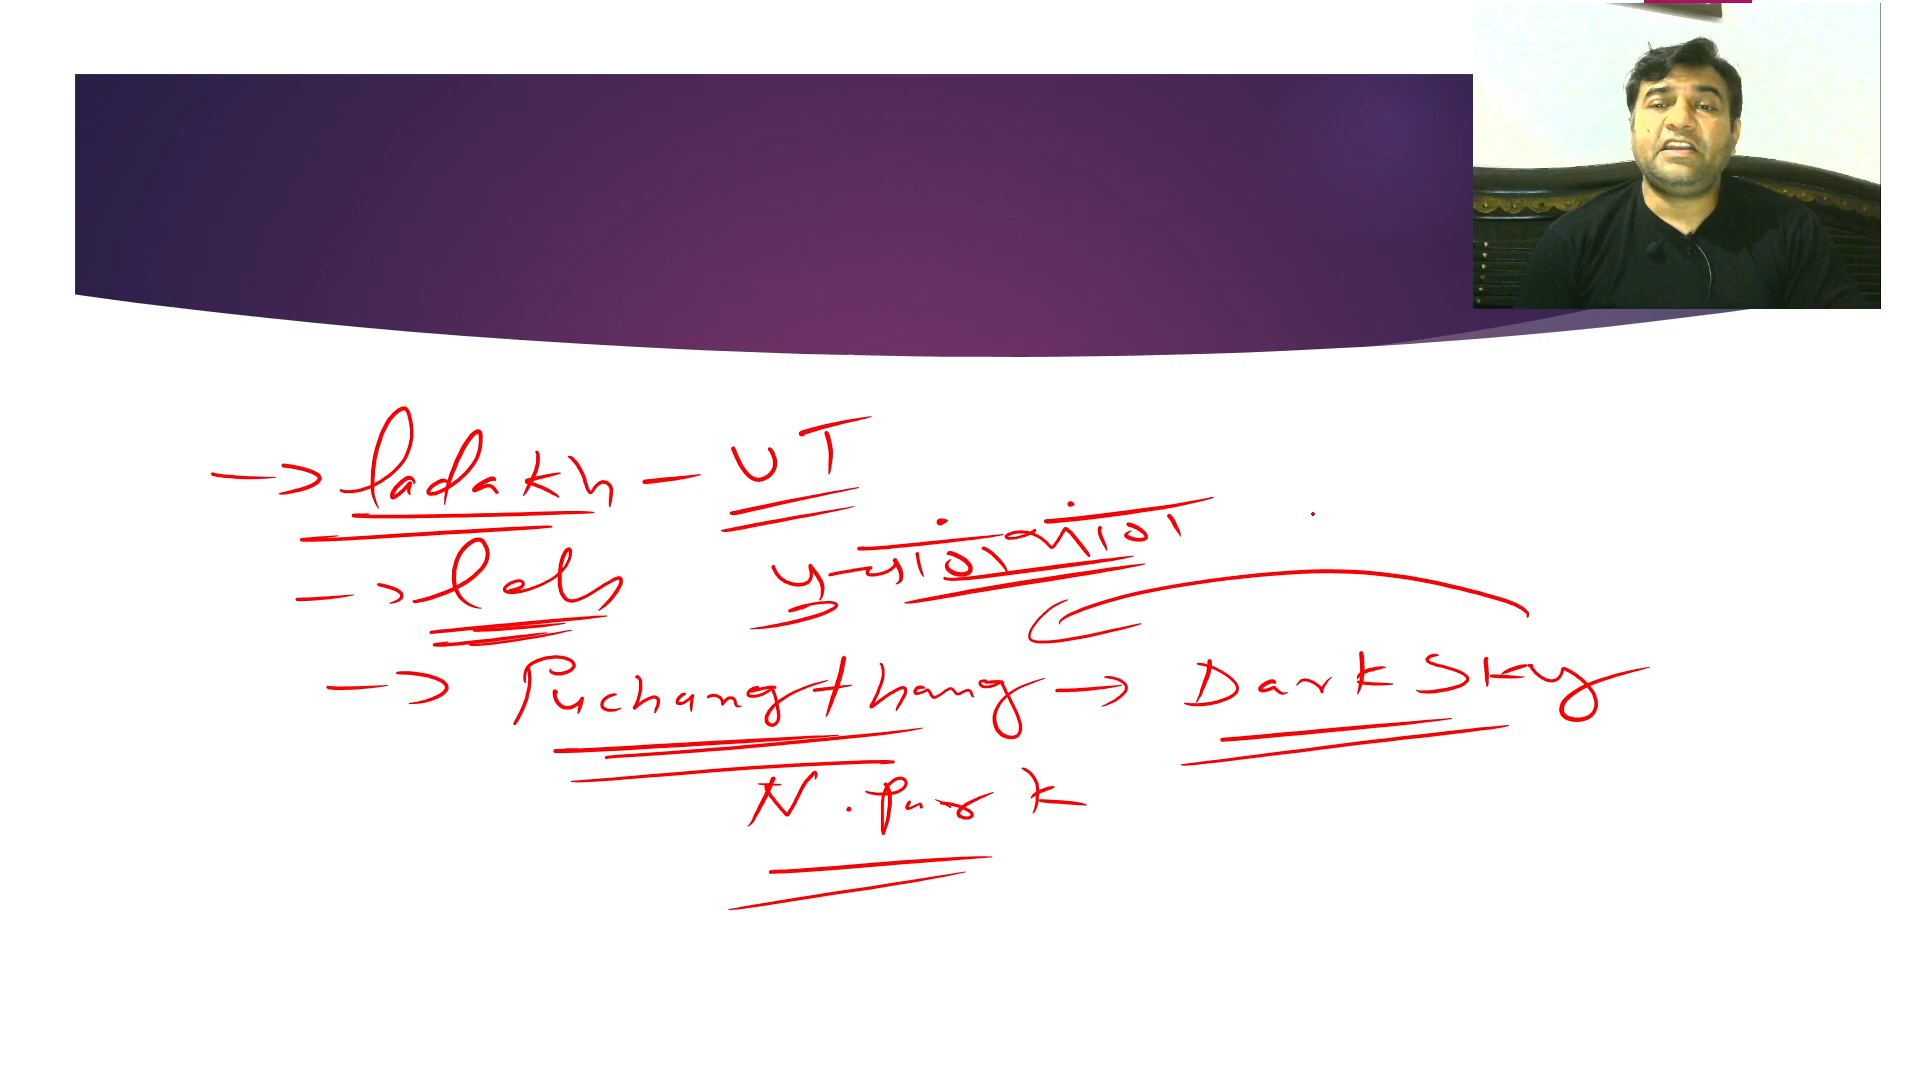 → ladakh – UT
→ leh पुचांग थांग
→ Puchangthang → Dark Sky
N. Park